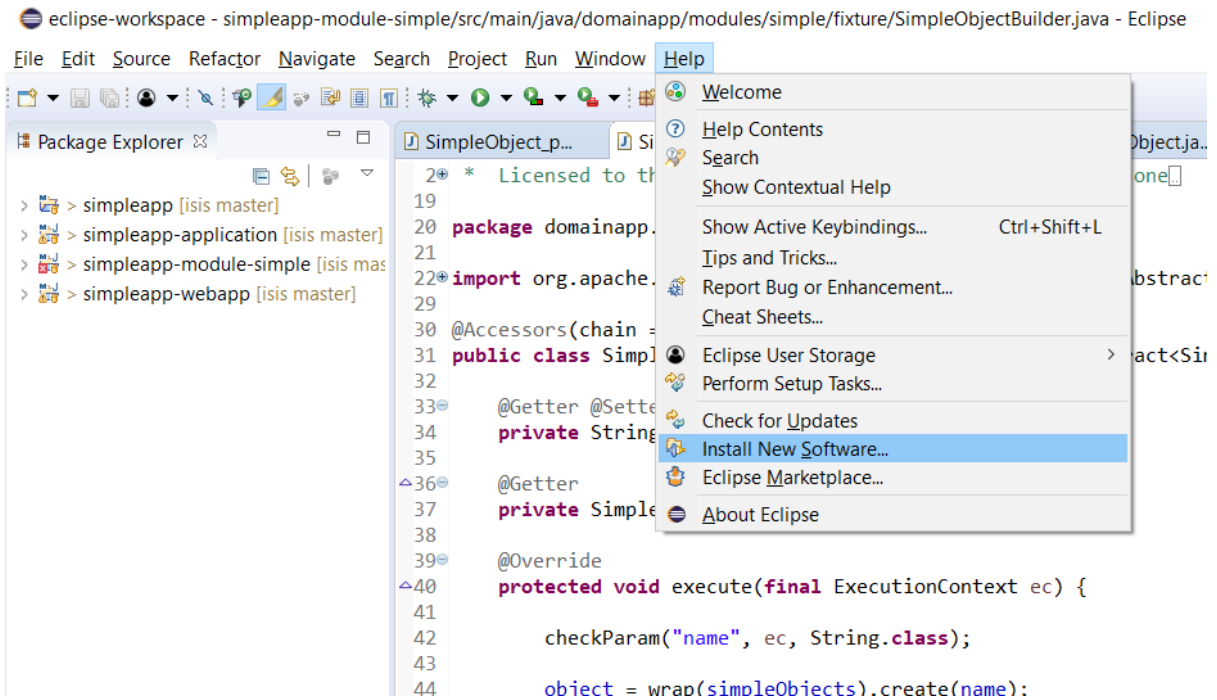 eclipse-workspace - simpleapp-module-simple/src/main/java/domainapp/modules/simple/fixture/SimpleObjectBuilder.java - Eclipse
File Edit Source Refactor Navigate Search Project Run Window Help
Package Explorer
> simpleapp [isis master]
> simpleapp-application [isis master]
> simpleapp-module-simple [isis mas
> simpleapp-webapp [isis master]
SimpleObject_p... Si Object.ja...
2 * Licensed to th one
19
20 package domainapp.
21
22 import org.apache. Abstract
29
30 @Accessors(chain =
31 public class Simpl act<Sim
32
33 @Getter @Sette
34 private String
35
36 @Getter
37 private Simple
38
39 @Override
40 protected void execute(final ExecutionContext ec) {
41
42 checkParam("name", ec, String.class);
43
44 object = wrap(simpleObjects).create(name);
Welcome
Help Contents
Search
Show Contextual Help
Show Active Keybindings... Ctrl+Shift+L
Tips and Tricks...
Report Bug or Enhancement...
Cheat Sheets...
Eclipse User Storage >
Perform Setup Tasks...
Check for Updates
Install New Software...
Eclipse Marketplace...
About Eclipse